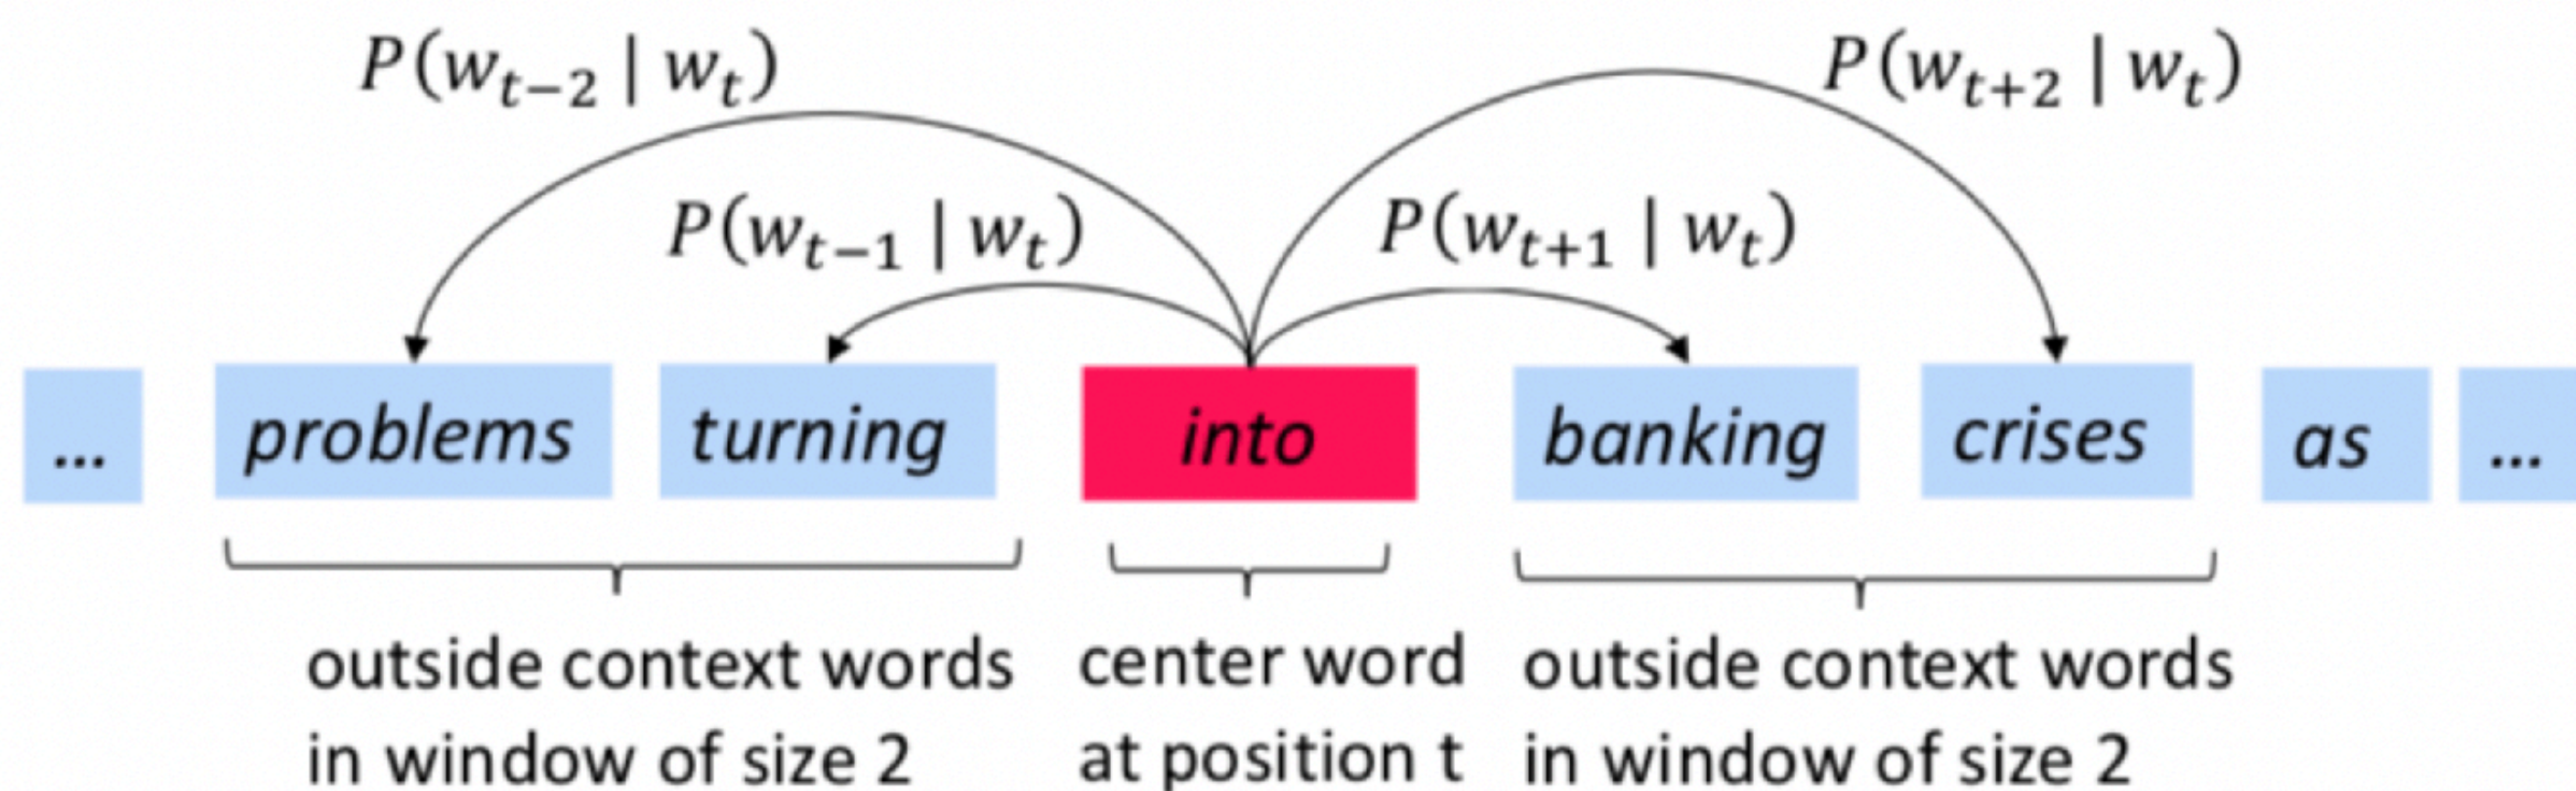 P(w_{t−2} | w_t)
P(w_{t+2} | w_t)
P(w_{t−1} | w_t)
P(w_{t+1} | w_t)
... problems turning into banking crises as ...
outside context words
in window of size 2
center word
at position t
outside context words
in window of size 2